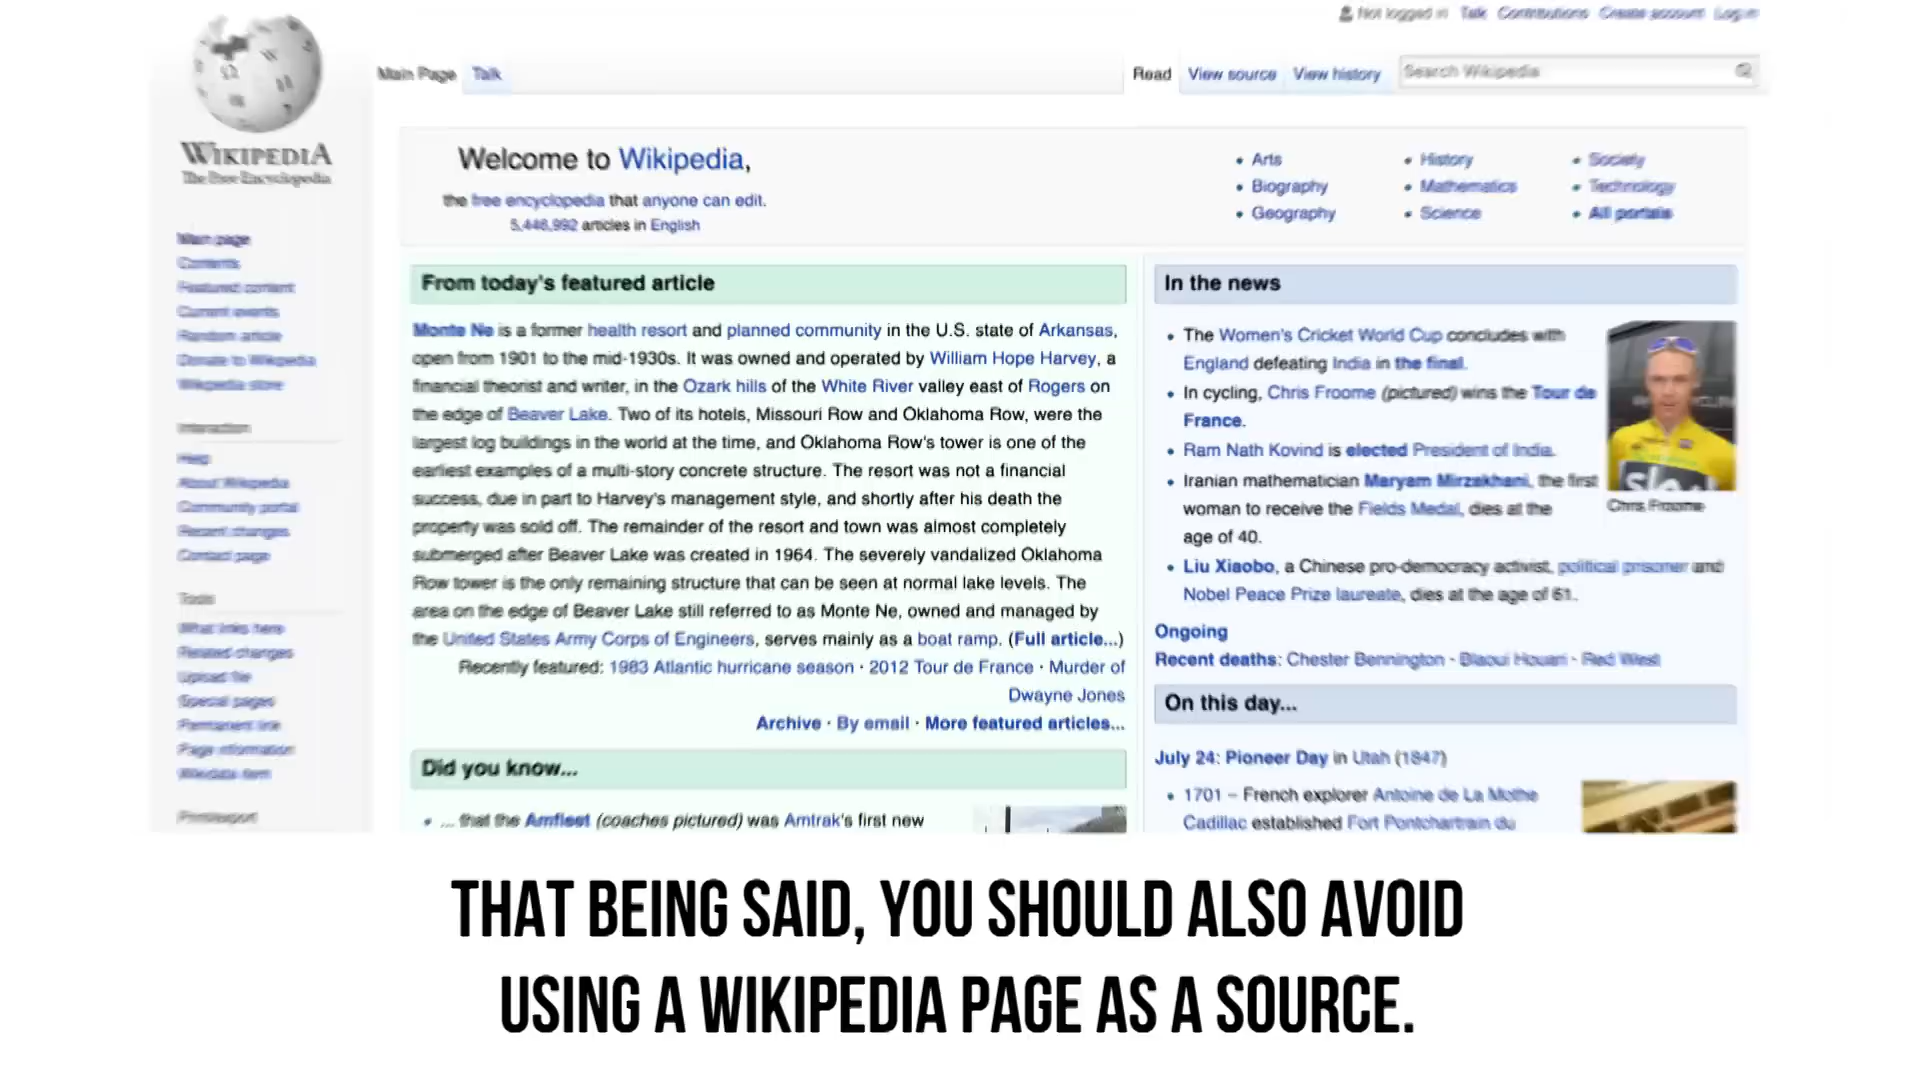 Not logged in Talk Contributions Create account Log in
Main Page Talk
Read View source View history
Search Wikipedia
WIKIPEDIA
The Free Encyclopedia
Main page
Contents
Featured content
Current events
Random article
Donate to Wikipedia
Wikipedia store
Interaction
Help
About Wikipedia
Community portal
Recent changes
Contact page
Tools
What links here
Related changes
Upload file
Special pages
Permanent link
Page information
Wikidata item
Print/export
Welcome to Wikipedia,
the free encyclopedia that anyone can edit.
5,446,992 articles in English
• Arts
• Biography
• Geography
• History
• Mathematics
• Science
• Society
• Technology
• All portals
From today's featured article
Monte Ne is a former health resort and planned community in the U.S. state of Arkansas,
open from 1901 to the mid-1930s. It was owned and operated by William Hope Harvey, a
financial theorist and writer, in the Ozark hills of the White River valley east of Rogers on
the edge of Beaver Lake. Two of its hotels, Missouri Row and Oklahoma Row, were the
largest log buildings in the world at the time, and Oklahoma Row's tower is one of the
earliest examples of a multi-story concrete structure. The resort was not a financial
success, due in part to Harvey's management style, and shortly after his death the
property was sold off. The remainder of the resort and town was almost completely
submerged after Beaver Lake was created in 1964. The severely vandalized Oklahoma
Row tower is the only remaining structure that can be seen at normal lake levels. The
area on the edge of Beaver Lake still referred to as Monte Ne, owned and managed by
the United States Army Corps of Engineers, serves mainly as a boat ramp. (Full article...)
Recently featured: 1983 Atlantic hurricane season · 2012 Tour de France · Murder of
Dwayne Jones
Archive · By email · More featured articles...
Did you know...
• ... that the Amfleet (coaches pictured) was Amtrak's first new
In the news
• The Women's Cricket World Cup concludes with
England defeating India in the final.
• In cycling, Chris Froome (pictured) wins the Tour de
France.
• Ram Nath Kovind is elected President of India.
• Iranian mathematician Maryam Mirzakhani, the first
woman to receive the Fields Medal, dies at the
age of 40.
• Liu Xiaobo, a Chinese pro-democracy activist, political prisoner and
Nobel Peace Prize laureate, dies at the age of 61.
sky
Chris Froome
Ongoing
Recent deaths: Chester Bennington · Blaoui Houari · Red West
On this day...
July 24: Pioneer Day in Utah (1847)
• 1701 – French explorer Antoine de La Mothe
Cadillac established Fort Pontchartrain du
THAT BEING SAID, YOU SHOULD ALSO AVOID
USING A WIKIPEDIA PAGE AS A SOURCE.